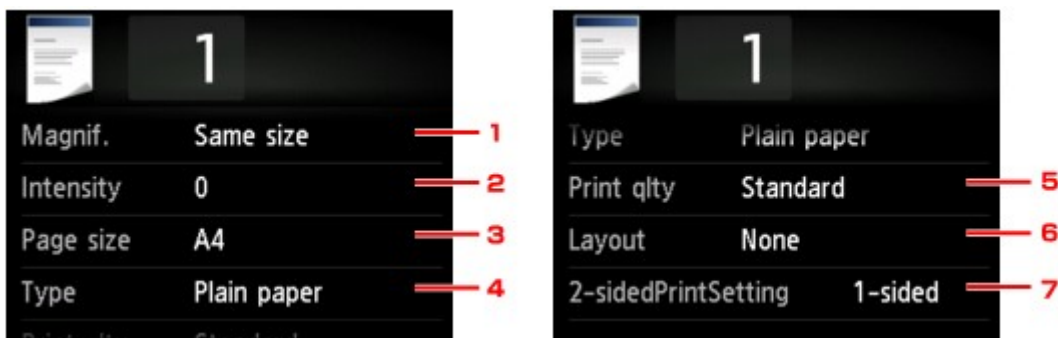 1
Magnif. Same size 1
Intensity 0 2
Page size A4 3
Type Plain paper 4
1
Type Plain paper
Print qlty Standard 5
Layout None 6
2-sidedPrintSetting 1-sided 7